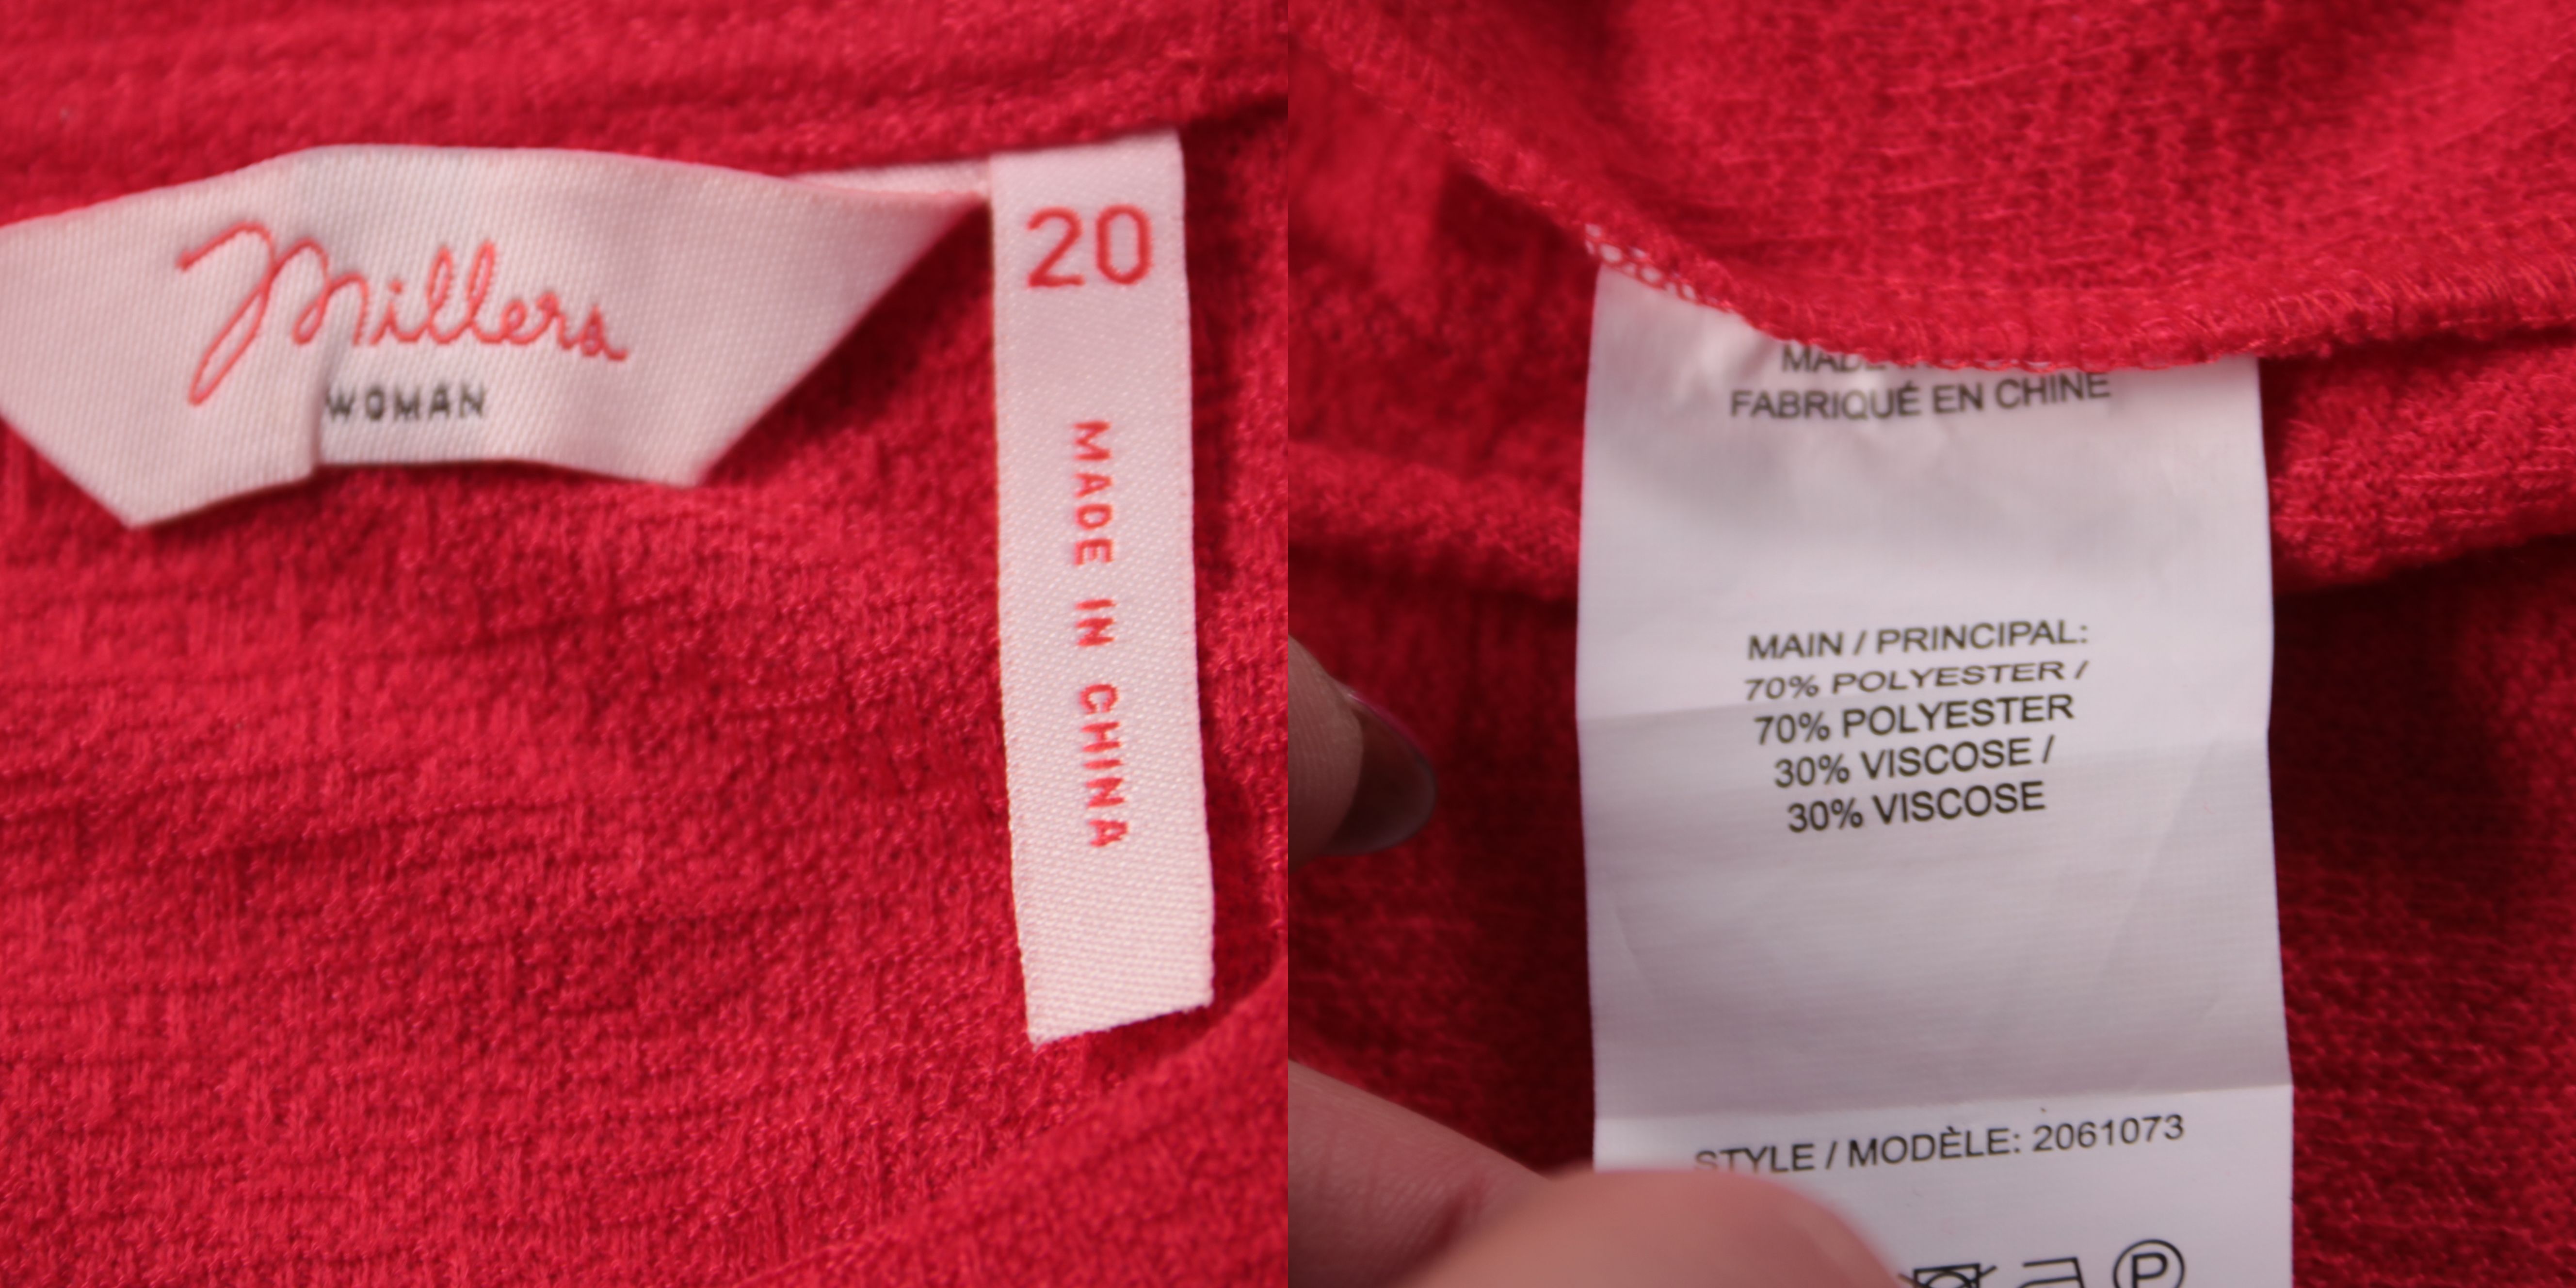 Millers
WOMAN
20
MADE IN CHINA
MADE
FABRIQUÉ EN CHINE
MAIN / PRINCIPAL:
70% POLYESTER /
70% POLYESTER
30% VISCOSE /
30% VISCOSE
STYLE / MODÈLE: 2061073
P